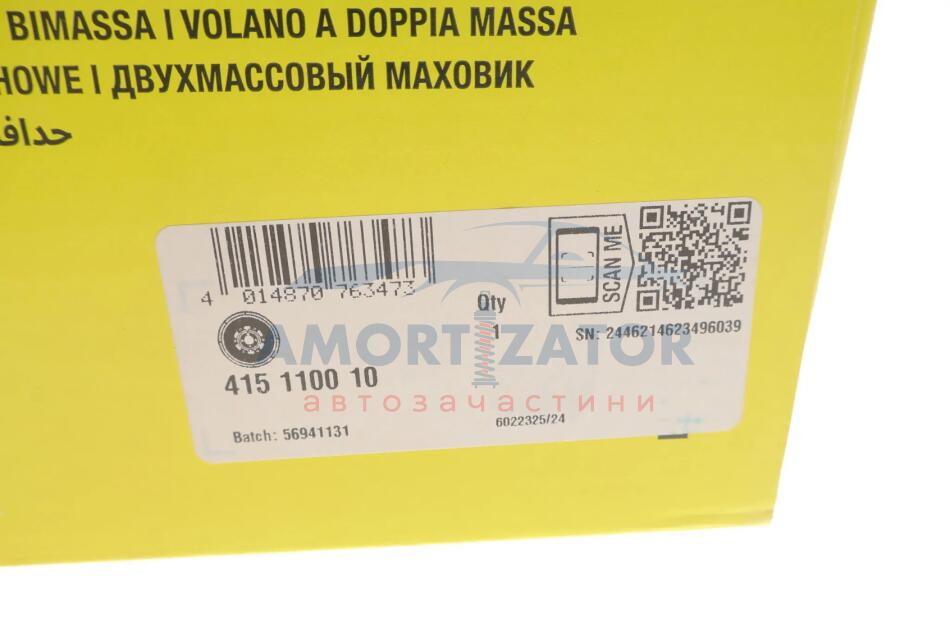 BIMASSA | VOLANO A DOPPIA MASSA
HOWE | ДВУХМАССОВЫЙ МАХОВИК
4 014870 763473
Qty
1
SCAN ME
SN: 2446214623496039
AMORTIZATOR
415 1100 10
автозачастини
6022325/24
Batch: 56941131